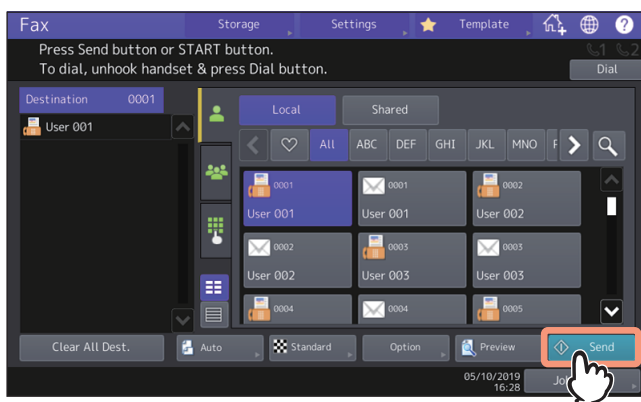 Fax Storage Settings Template ?
Press Send button or START button.
To dial, unhook handset & press Dial button.
1 2
Dial
Destination 0001
User 001
Local Shared
All ABC DEF GHI JKL MNO
0001
User 001
0001
User 001
0002
User 002
0002
User 002
0003
User 003
0003
User 003
0004
0004
0005
Clear All Dest. Auto Standard Option Preview Send
05/10/2019
16:28